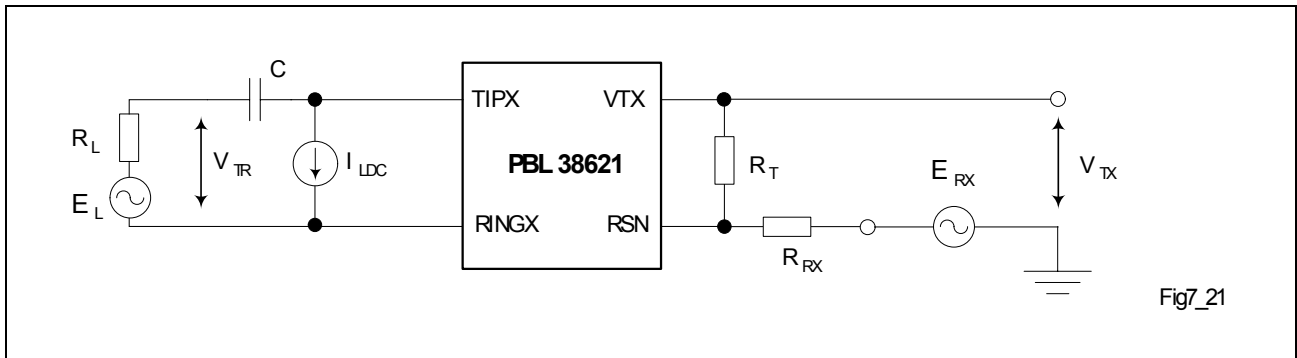 C
TIPX
VTX
R L
V TR
I LDC
PBL 38621
R T
V TX
E RX
E L
RINGX
RSN
R RX
Fig7_21